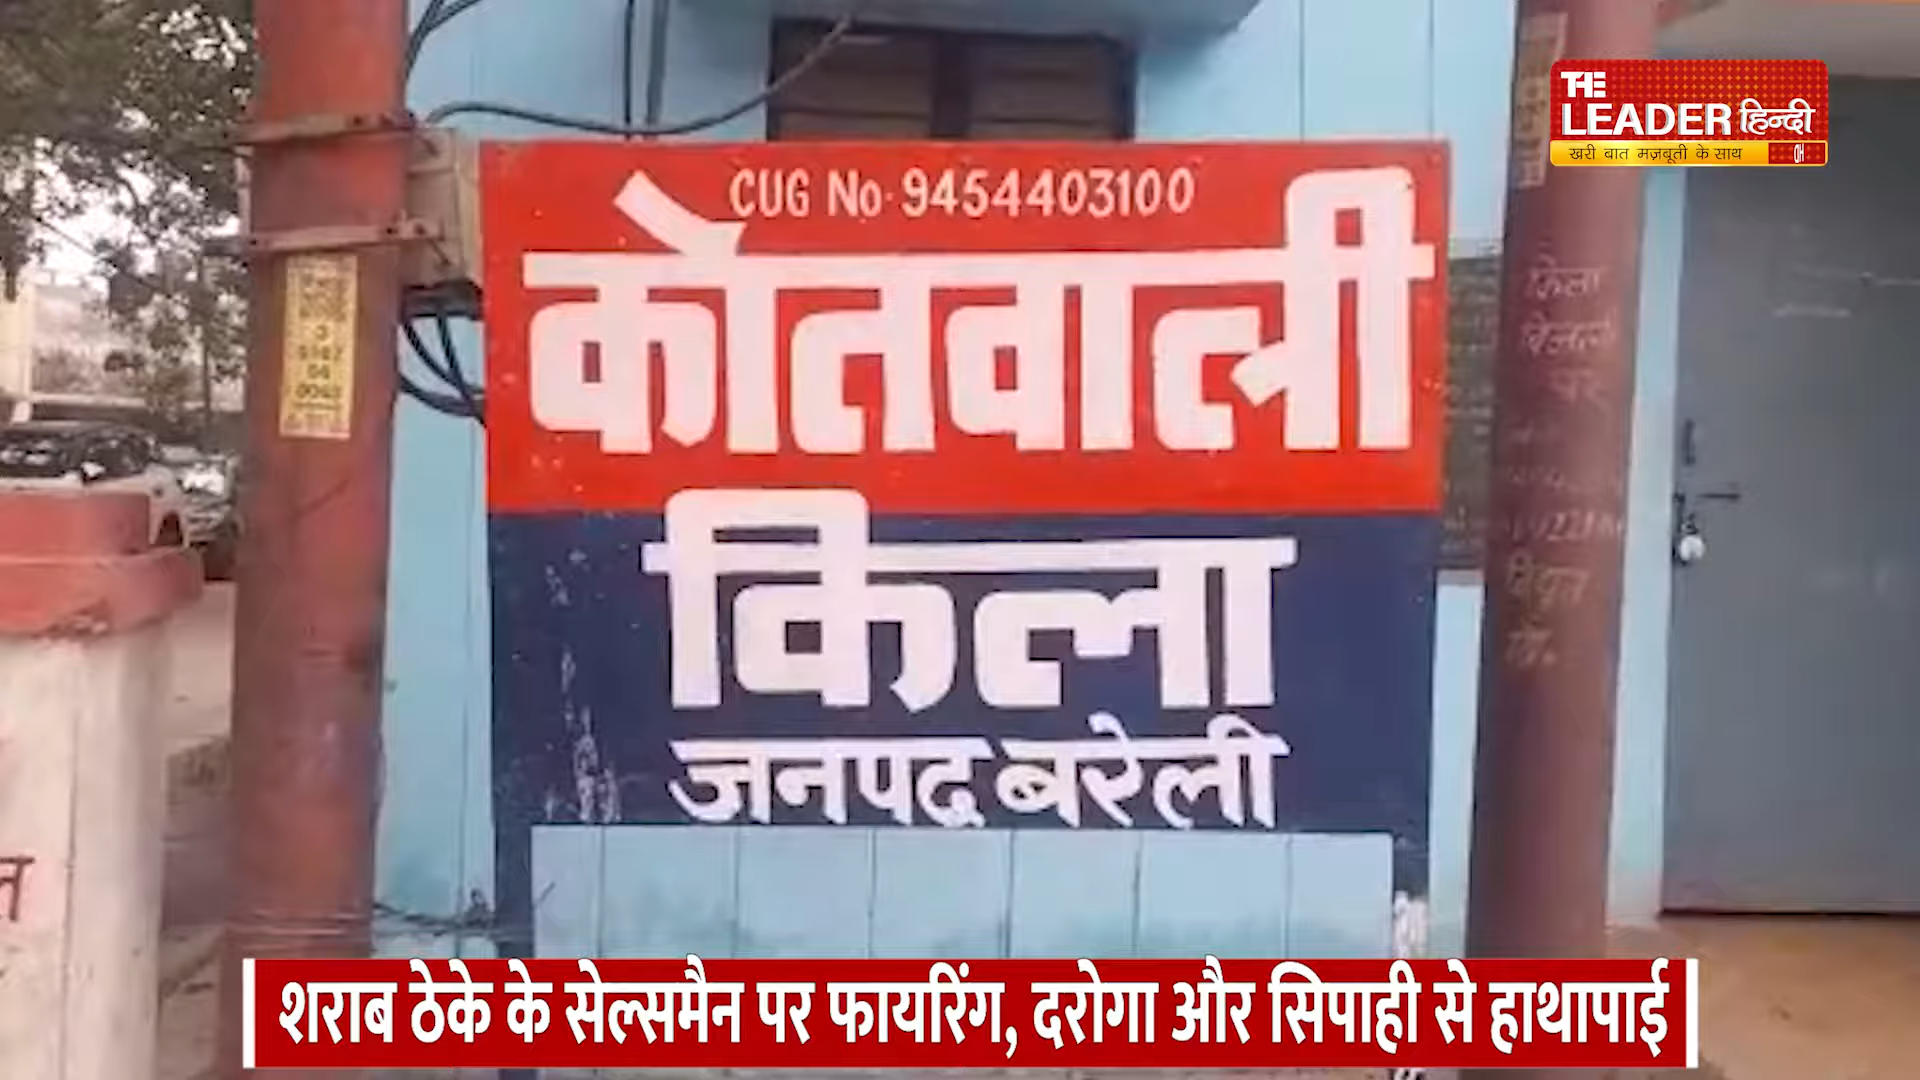 THE
LEADER हिन्दी
खरी बात मज़बूती के साथ
CUG No. 9454403100
कोतवाली
किला
जनपद बरेली
किला
विद्युत
शराब ठेके के सेल्समैन पर फायरिंग, दरोगा और सिपाही से हाथापाई